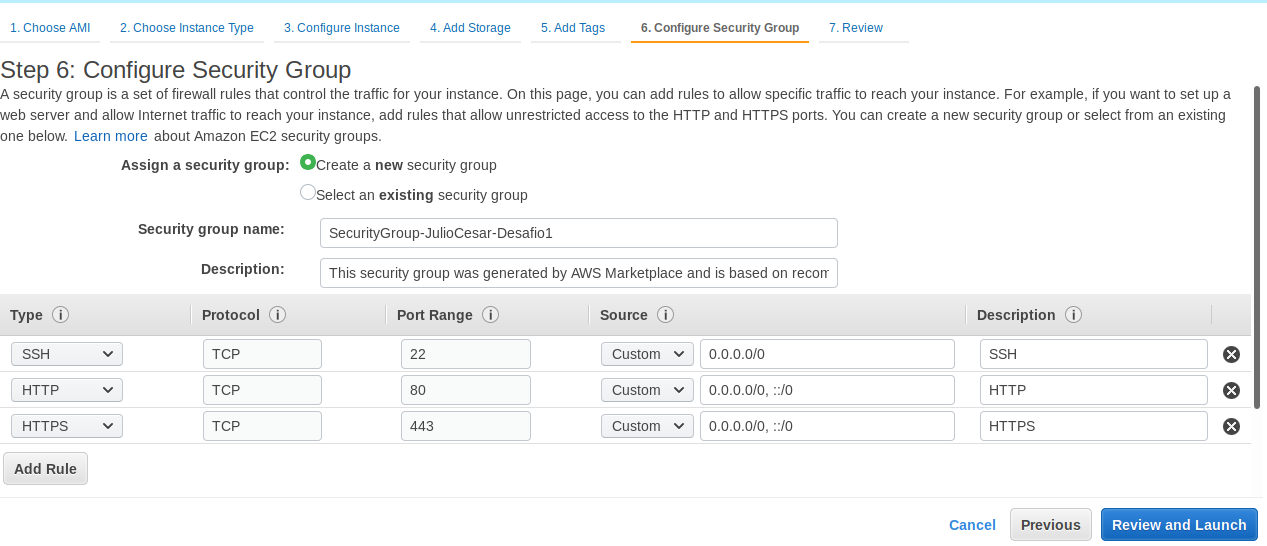 1. Choose AMI 2. Choose Instance Type 3. Configure Instance 4. Add Storage 5. Add Tags 6. Configure Security Group 7. Review
Step 6: Configure Security Group
A security group is a set of firewall rules that control the traffic for your instance. On this page, you can add rules to allow specific traffic to reach your instance. For example, if you want to set up a
web server and allow Internet traffic to reach your instance, add rules that allow unrestricted access to the HTTP and HTTPS ports. You can create a new security group or select from an existing
one below. Learn more about Amazon EC2 security groups.
Assign a security group: Create a new security group
Select an existing security group
Security group name: SecurityGroup-JulioCesar-Desafio1
Description: This security group was generated by AWS Marketplace and is based on recom
Type i Protocol i Port Range i Source i Description i
SSH TCP 22 Custom 0.0.0.0/0 SSH
HTTP TCP 80 Custom 0.0.0.0/0, ::/0 HTTP
HTTPS TCP 443 Custom 0.0.0.0/0, ::/0 HTTPS
Add Rule
Cancel Previous Review and Launch